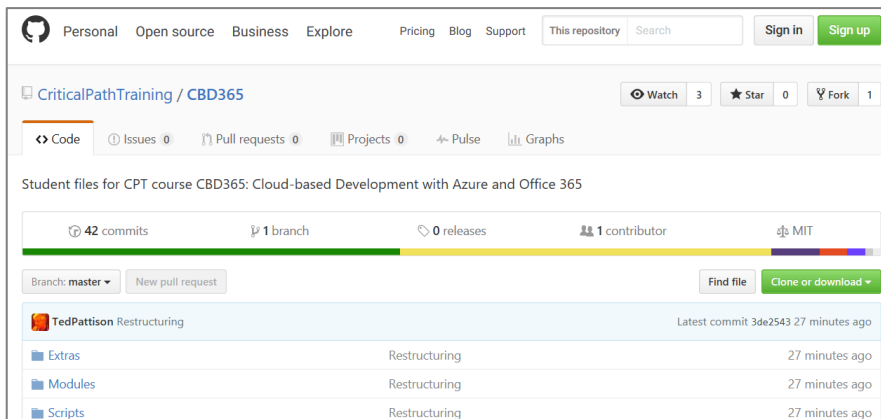 Personal Open source Business Explore Pricing Blog Support This repository Search Sign in Sign up
CriticalPathTraining / CBD365 Watch 3 Star 0 Fork 1
Code Issues 0 Pull requests 0 Projects 0 Pulse Graphs
Student files for CPT course CBD365: Cloud-based Development with Azure and Office 365
42 commits 1 branch 0 releases 1 contributor MIT
Branch: master New pull request Find file Clone or download
TedPattison Restructuring Latest commit 3de2543 27 minutes ago
Extras Restructuring 27 minutes ago
Modules Restructuring 27 minutes ago
Scripts Restructuring 27 minutes ago